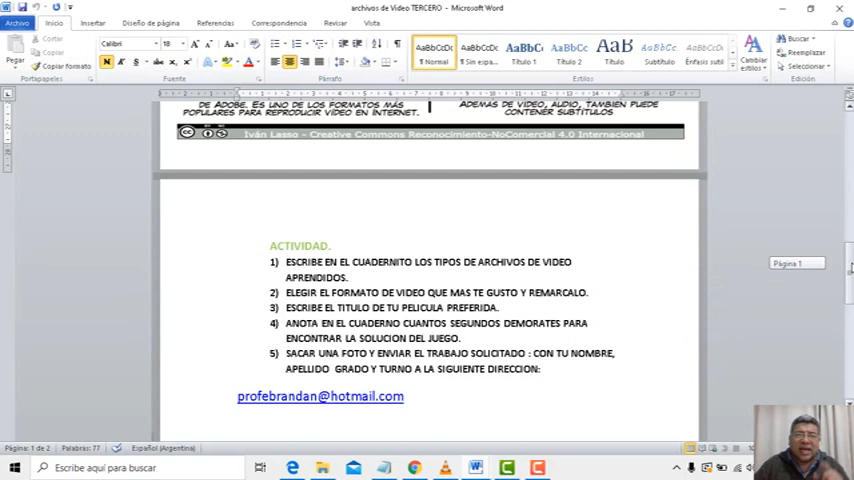 archivos de Video TERCERO - Microsoft Word
Archivo Inicio Insertar Diseño de página Referencias Correspondencia Revisar Vista
Pegar
Cortar
Copiar
Copiar formato
Portapapeles
Calibri 18
N
Fuente
Párrafo
AaBbCcDc AaBbCcDc AaBbC AaBbCc AaB AaBbCc AaBbCcDc
¶ Normal ¶ Sin espa... Título 1 Título 2 Título Subtítulo Énfasis sutil
Estilos
Cambiar estilos
Buscar
Reemplazar
Seleccionar
Edición
DE ADOBE. ES UNO DE LOS FORMATOS MÁS
POPULARES PARA REPRODUCIR VÍDEO EN INTERNET.
ADEMÁS DE VÍDEO, AUDIO, TAMBIÉN PUEDE
CONTENER SUBTÍTULOS
Iván Lasso - Creative Commons Reconocimiento-NoComercial 4.0 Internacional
ACTIVIDAD.
1) ESCRIBE EN EL CUADERNITO LOS TIPOS DE ARCHIVOS DE VIDEO
APRENDIDOS.
2) ELEGIR EL FORMATO DE VIDEO QUE MAS TE GUSTO Y REMARCALO.
3) ESCRIBE EL TITULO DE TU PELICULA PREFERIDA.
4) ANOTA EN EL CUADERNO CUANTOS SEGUNDOS DEMORATES PARA
ENCONTRAR LA SOLUCION DEL JUEGO.
5) SACAR UNA FOTO Y ENVIAR EL TRABAJO SOLICITADO : CON TU NOMBRE,
APELLIDO GRADO Y TURNO A LA SIGUIENTE DIRECCION:
profebrandan@hotmail.com
Página 1
Página: 1 de 2 Palabras: 77 Español (Argentina)
Escribe aquí para buscar